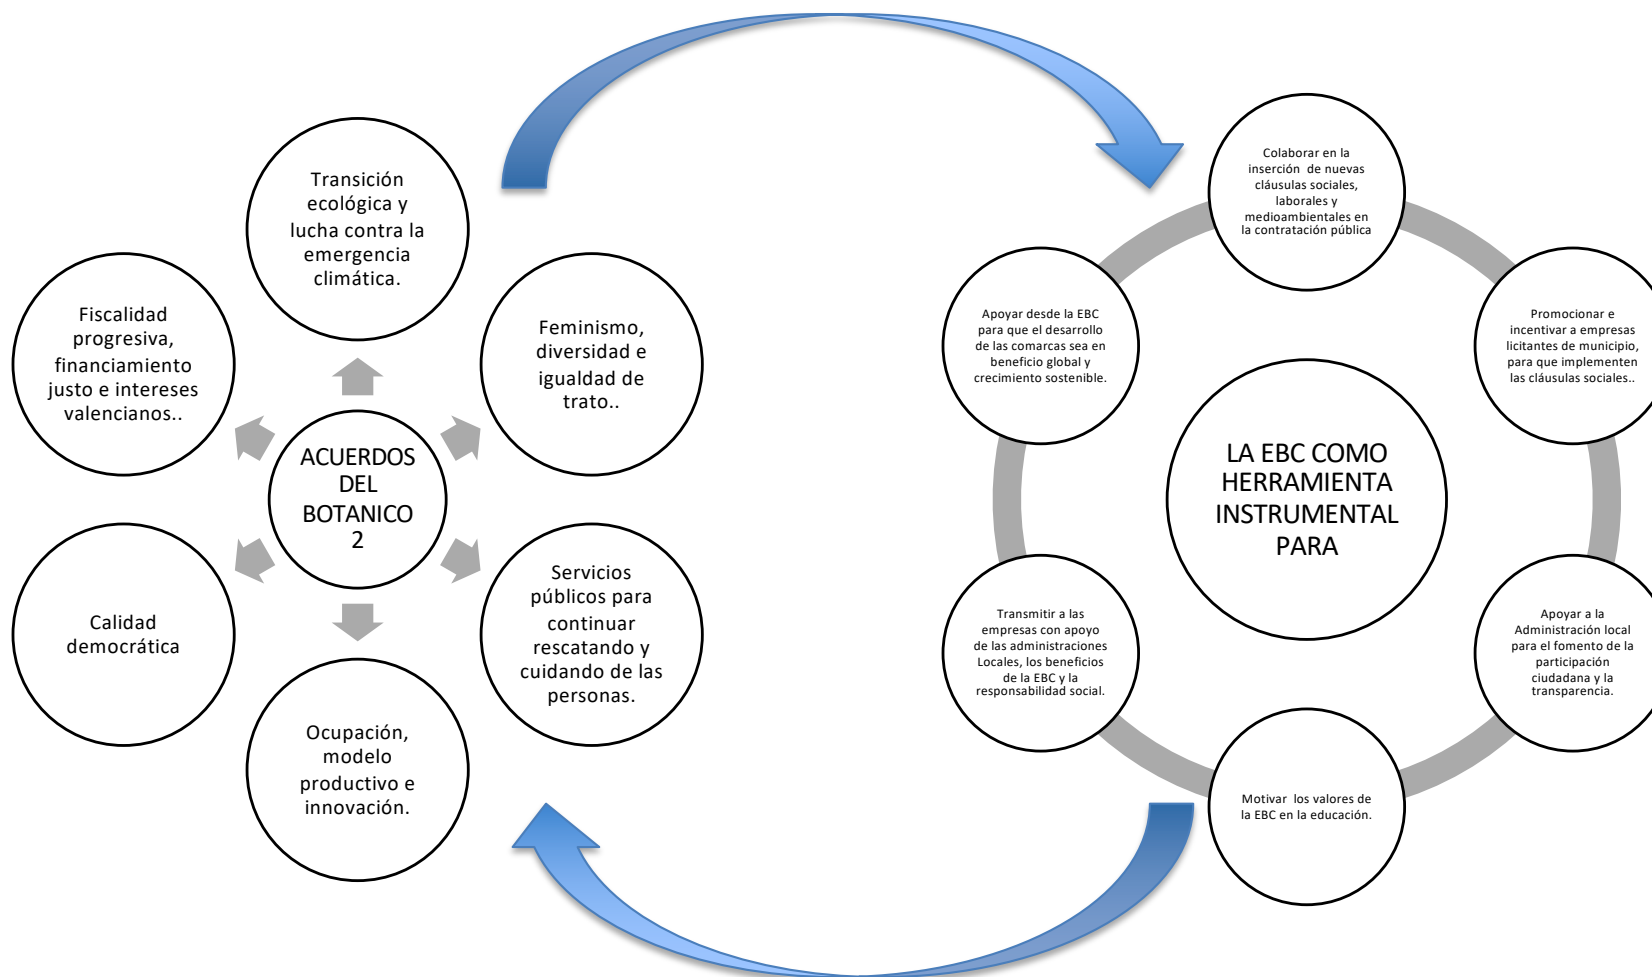 Transición
ecológica y
lucha contra la
emergencia
climática.
Feminismo,
diversidad e
igualdad de
trato..
Servicios
públicos para
continuar
rescatando y
cuidando de las
personas.
Ocupación,
modelo
productivo e
innovación.
Calidad
democrática
Fiscalidad
progresiva,
financiamiento
justo e intereses
valencianos..
ACUERDOS
DEL
BOTANICO
2
Colaborar en la
inserción  de nuevas
cláusulas sociales,
laborales y
medioambientales en
la contratación pública
Promocionar e
incentivar a empresas
licitantes de municipio,
para que implementen
las cláusulas sociales..
Apoyar a la
Administración local
para el fomento de la
participación
ciudadana y la
transparencia.
Motivar  los valores de
la EBC en la educación.
Transmitir a las
empresas con apoyo
de las administraciones
Locales, los beneficios
de la EBC y la
responsabilidad social.
Apoyar desde la EBC
para que el desarrollo
de las comarcas sea en
beneficio global y
crecimiento sostenible.
LA EBC COMO
HERRAMIENTA
INSTRUMENTAL
PARA